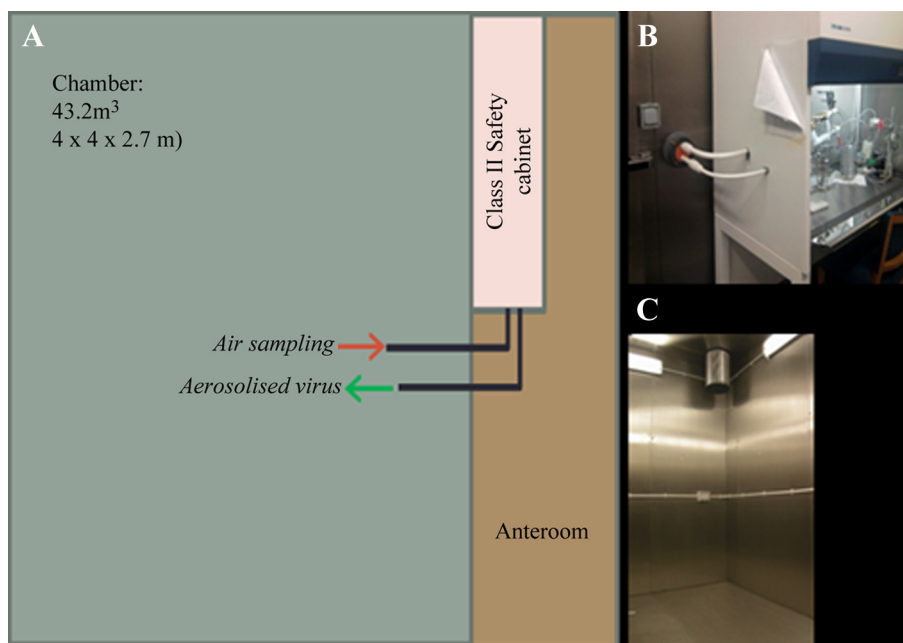 A
Chamber:
43.2m³
4 x 4 x 2.7 m)
Class II Safety
cabinet
Air sampling
Aerosolised virus
Anteroom
B
C